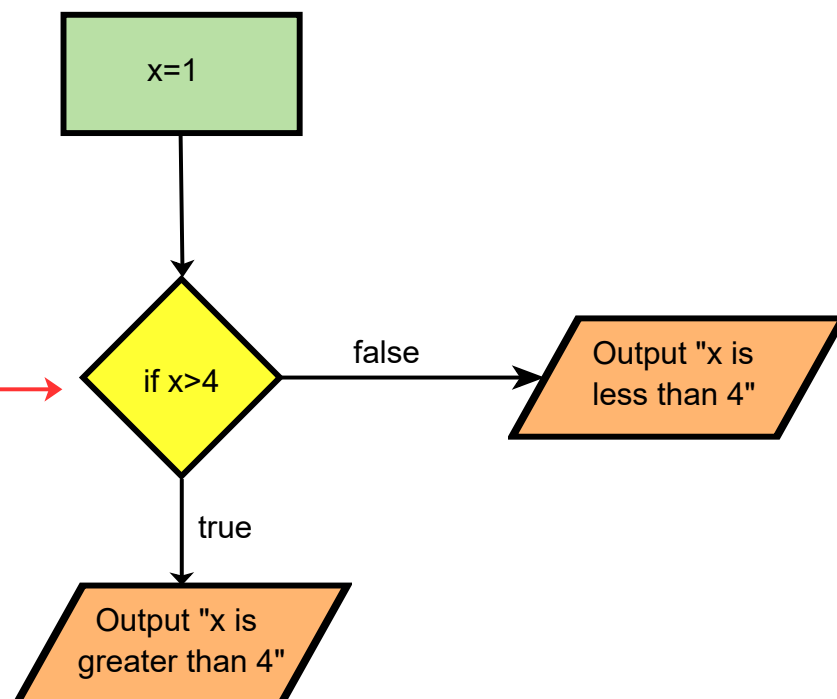 x=1
if x>4
false
Output "x is
less than 4"
true
Output "x is
greater than 4"